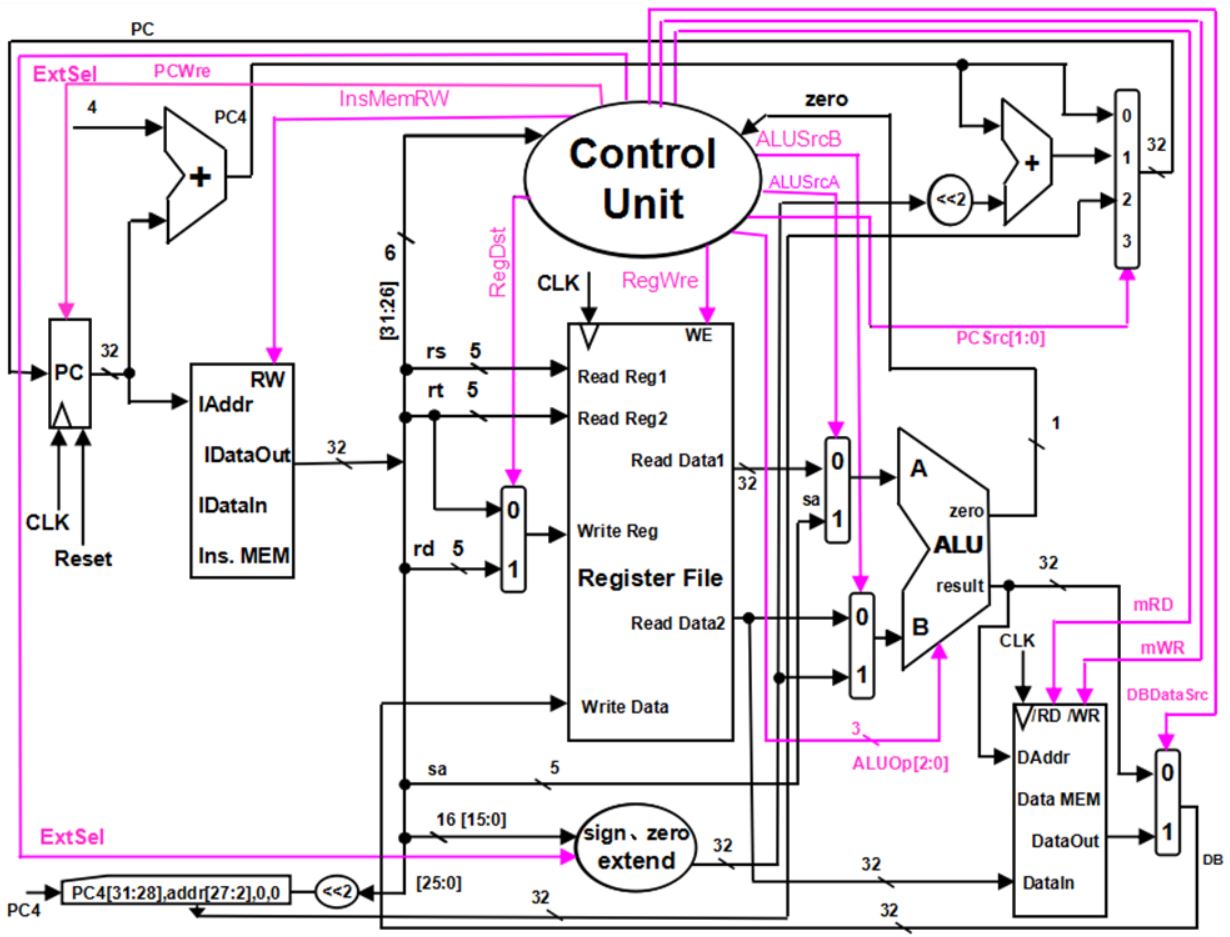 PC
ExtSel
PCWre
InsMemRW
4
PC4
+
Control
Unit
zero
ALUSrcB
ALUSrcA
<<2
+
0
1
2
3
32
6
[31:26]
RegDst
CLK
RegWre
PCSrc[1:0]
PC
32
CLK
Reset
RW
IAddr
IDataOut
IDataIn
Ins. MEM
32
rs 5
rt 5
rd 5
0
1
WE
Read Reg1
Read Reg2
Read Data1
Write Reg
Register File
Read Data2
Write Data
32
sa
0
1
0
1
A
zero
ALU
result
B
1
32
3
ALUOp[2:0]
mRD
mWR
DBDataSrc
CLK
/RD /WR
DAddr
Data MEM
DataOut
DataIn
0
1
DB
sa 5
16 [15:0]
sign、zero
extend
32
ExtSel
[25:0]
<<2
PC4[31:28],addr[27:2],0,0
PC4
32
32
32